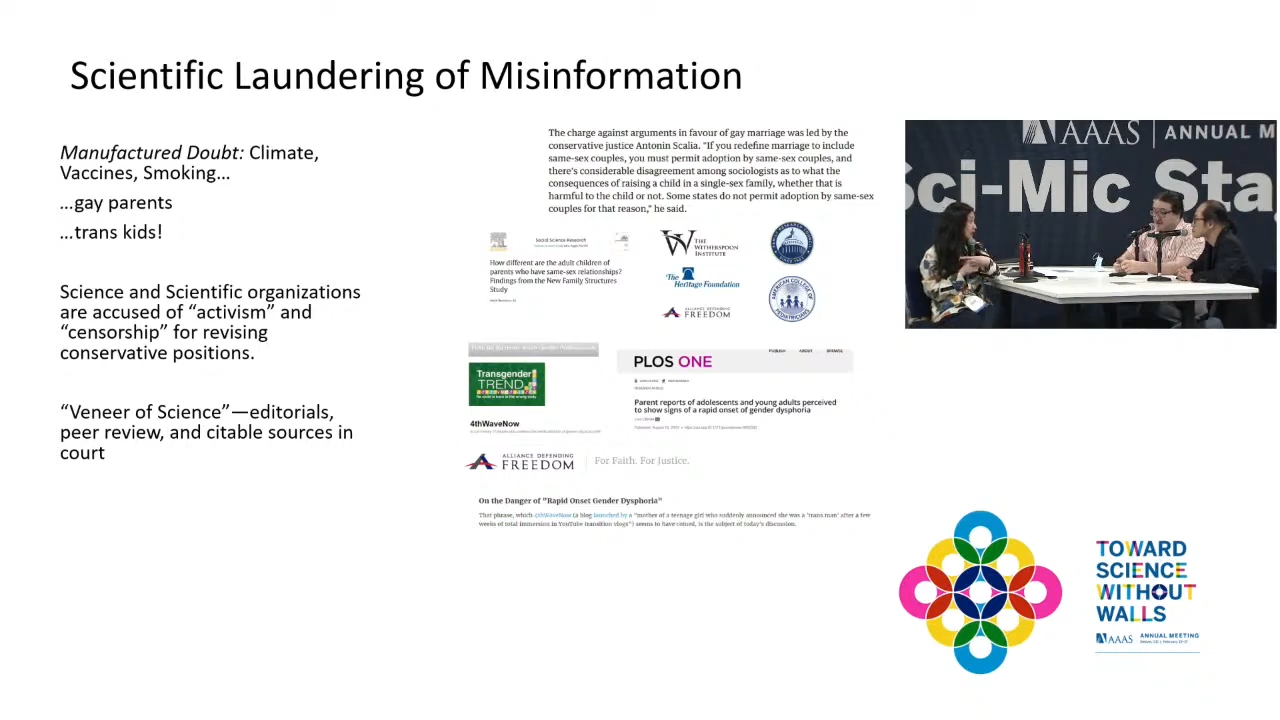 Scientific Laundering of Misinformation
Manufactured Doubt: Climate,
Vaccines, Smoking...
...gay parents
...trans kids!
Science and Scientific organizations
are accused of “activism” and
“censorship” for revising
conservative positions.
“Veneer of Science”—editorials,
peer review, and citable sources in
court
The charge against arguments in favour of gay marriage was led by the
conservative justice Antonin Scalia. "If you redefine marriage to include
same-sex couples, you must permit adoption by same-sex couples, and
there's considerable disagreement among sociologists as to what the
consequences of raising a child in a single-sex family, whether that is
harmful to the child or not. Some states do not permit adoption by same-sex
couples for that reason," he said.
Social Science Research
How different are the adult children of
parents who have same-sex relationships?
Findings from the New Family Structures
Study
THE
WITHERSPOON
INSTITUTE
The
Heritage Foundation
ALLIANCE DEFENDING
FREEDOM
AMERICAN COLLEGE OF
PEDIATRICIANS
Transgender
TREND
4thWaveNow
PUBLISH ABOUT BROWSE
PLOS ONE
Parent reports of adolescents and young adults perceived
to show signs of a rapid onset of gender dysphoria
ALLIANCE DEFENDING
FREEDOM
For Faith. For Justice.
On the Danger of "Rapid Onset Gender Dysphoria"
That phrase, which 4thWaveNow (a blog launched by a "mother of a teenage girl who suddenly announced she was a 'trans man' after a few
weeks of total immersion in YouTube transition vlogs") seems to have coined, is the subject of today's discussion.
AAAS ANNUAL M
Sci-Mic Sta
TOWARD
SCIENCE
WITHOUT
WALLS
AAAS ANNUAL MEETING